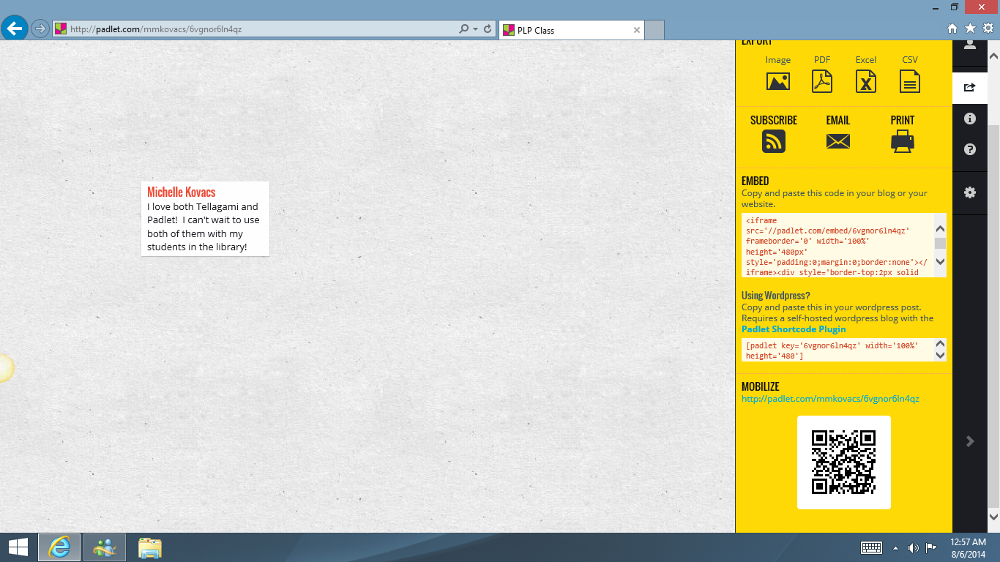 http://padlet.com/mmkovacs/6vgnor6ln4qz
PLP Class
Michelle Kovacs
I love both Tellagami and
Padlet!  I can't wait to use
both of them with my
students in the library!
EXPORT
Image PDF Excel CSV
SUBSCRIBE EMAIL PRINT
EMBED
Copy and paste this code in your blog or your
website.
<iframe
src='//padlet.com/embed/6vgnor6ln4qz'
frameborder='0' width='100%'
height='480px'
style='padding:0;margin:0;border:none'></
iframe><div style='border-top:2px solid
Using Wordpress?
Copy and paste this in your wordpress post.
Requires a self-hosted wordpress blog with the
Padlet Shortcode Plugin
[padlet key='6vgnor6ln4qz' width='100%'
height='480']
MOBILIZE
http://padlet.com/mmkovacs/6vgnor6ln4qz
12:57 AM
8/6/2014